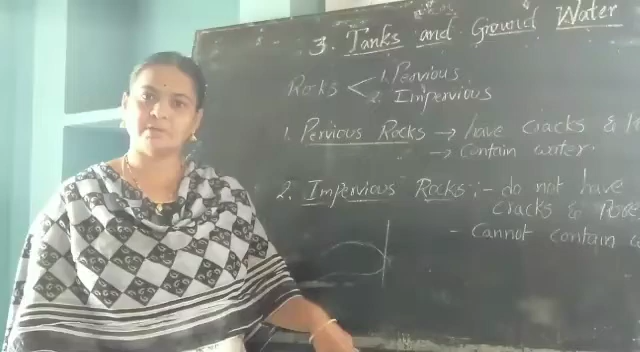 3. Tanks and Ground Water
Rocks < 1. Pervious
2. Impervious
1. Pervious Rocks → have cracks &
→ Contain water.
2. Impervious Rocks :- do not have
cracks &
- Cannot contain